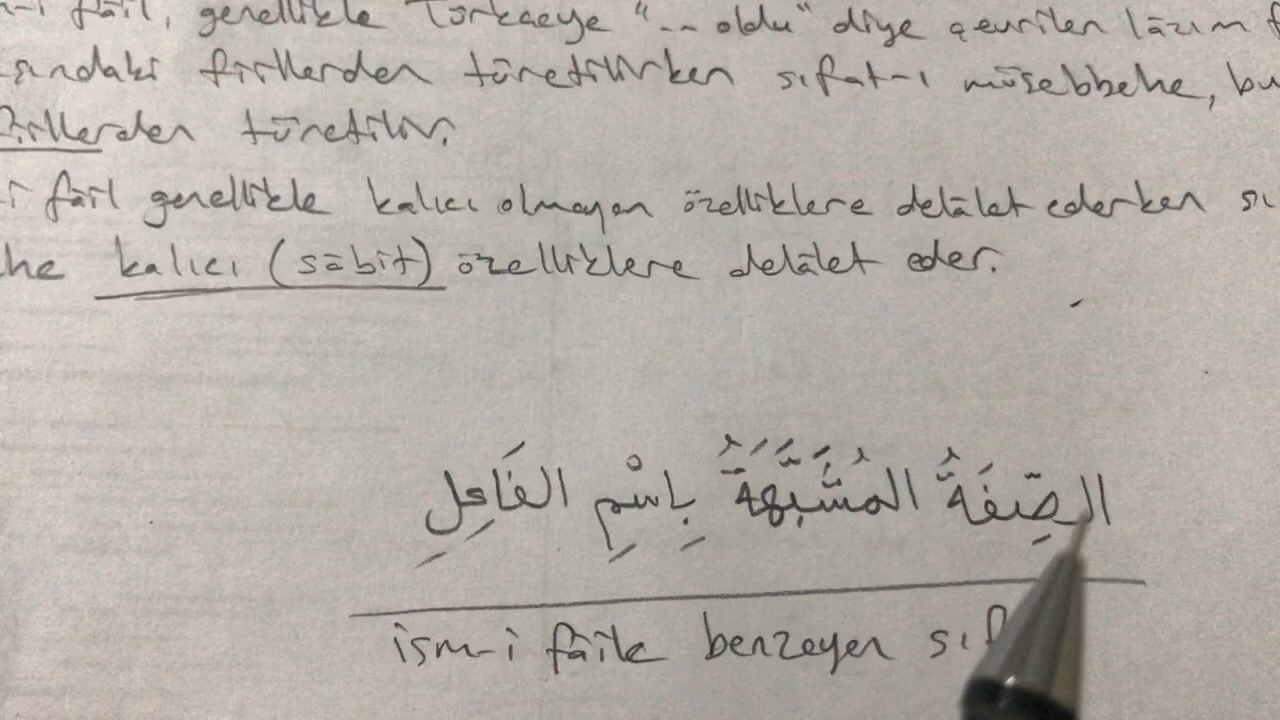 fâil, genellikle Türkçeye "... oldu" diye çevrilen lâzım
sındaki fiillerden türetilirken sıfat-ı müşebbehe, bu
fiillerden türetilir.
i fâil genellikle kalıcı olmayan özelliklere delâlet ederken sı
he kalıcı (sâbit) özelliklere delâlet eder.
الصِّفَةُ المُشَبَّهَةُ بِاسْمِ الفَاعِلِ
ism-i fâile benzeyen sıf